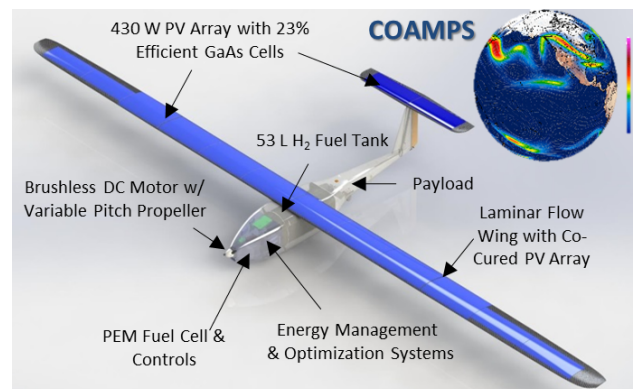 430 W PV Array with 23%
Efficient GaAs Cells
COAMPS
53 L H₂ Fuel Tank
Brushless DC Motor w/
Variable Pitch Propeller
Payload
Laminar Flow
Wing with Co-
Cured PV Array
PEM Fuel Cell &
Controls
Energy Management
& Optimization Systems